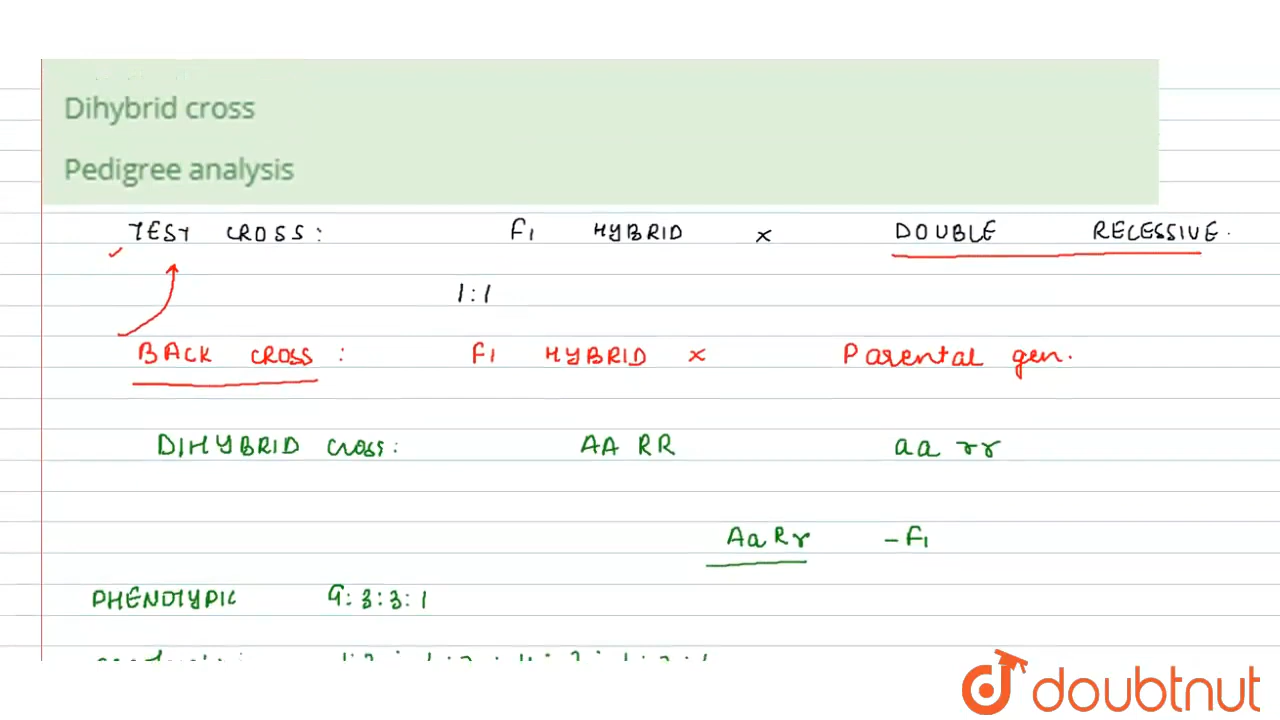 Dihybrid cross
Pedigree analysis
TEST CROSS : F1 HYBRID x DOUBLE RECESSIVE.
1:1
BACK CROSS : F1 HYBRID x Parental gen.
DIHYBRID cross: AA RR aa rr
AaRr - F1
PHENOTYPIC 9:3:3:1
doubtnut